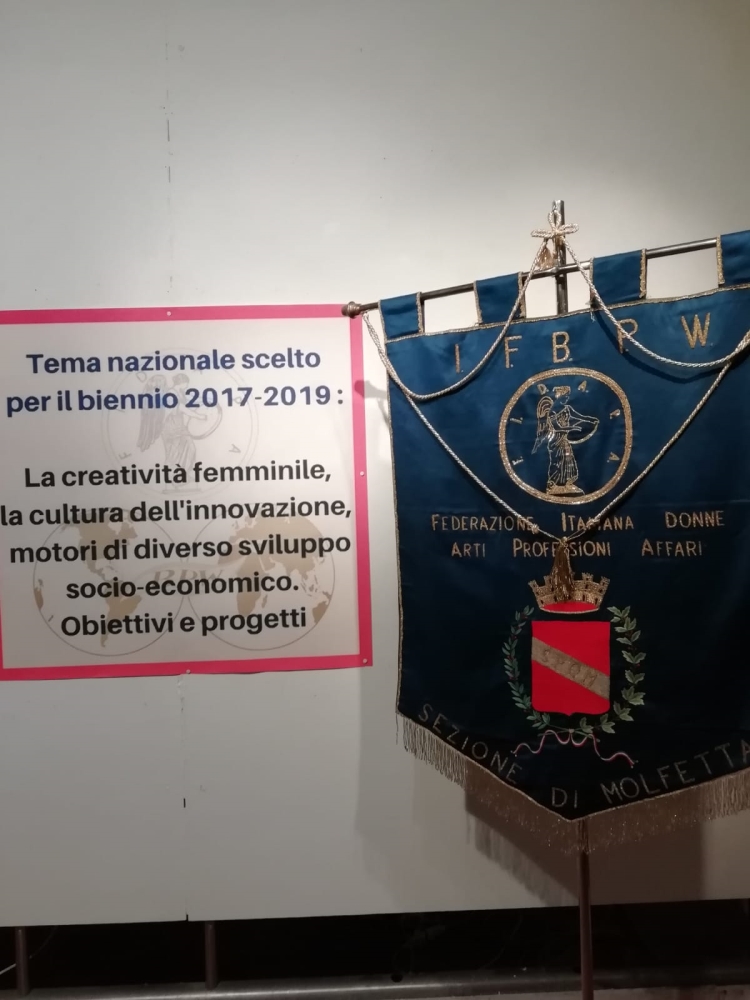 Tema nazionale scelto
per il biennio 2017-2019 :
La creatività femminile,
la cultura dell'innovazione,
motori di diverso sviluppo
socio-economico.
Obiettivi e progetti
I. F. B. P. W.
F. I. D. A. P. A.
FEDERAZIONE ITALIANA DONNE
ARTI PROFESSIONI AFFARI
SEZIONE DI MOLFETTA